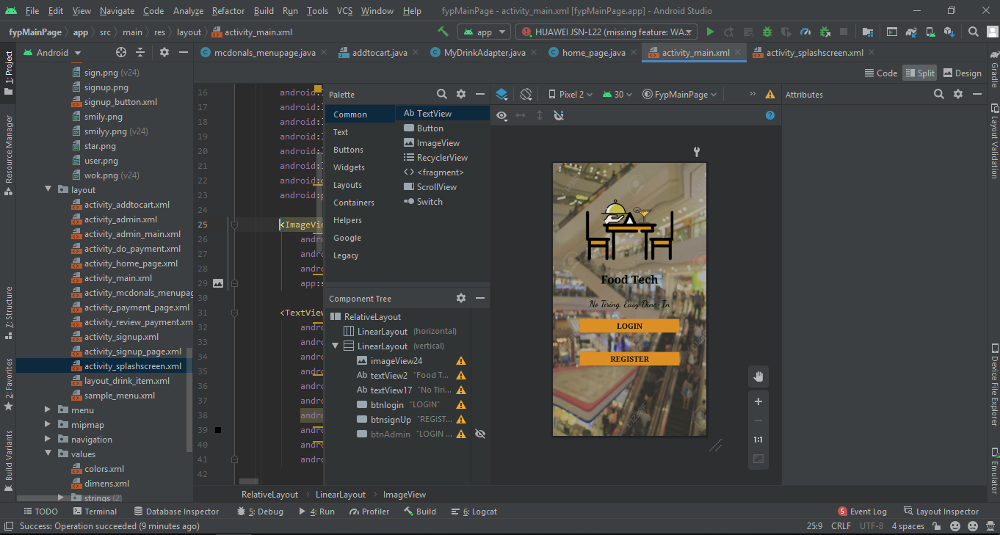 File Edit View Navigate Code Analyze Refactor Build Run Tools VCS Window Help fypMainPage - activity_main.xml [fypMainPage.app] - Android Studio
fypMainPage app src main res layout activity_main.xml app HUAWEI JSN-L22 (missing feature: WA...
Android mcdonals_menupage.java addtocart.java MyDrinkAdapter.java home_page.java activity_main.xml activity_splashscreen.xml
Code Split Design
1: Project
Resource Manager
7: Structure
2: Favorites
Build Variants
sign.png (v24)
signup.png
signup_button.xml
smily.png
smilyy.png (v24)
star.png
user.png
wok.png (v24)
layout
activity_addtocart.xml
activity_admin.xml
activity_admin_main.xml
activity_do_payment.xml
activity_home_page.xml
activity_main.xml
activity_mcdonals_menupag
activity_payment_page.xml
activity_review_payment.xm
activity_signup.xml
activity_signup_page.xml
activity_splashscreen.xml
layout_drink_item.xml
sample_menu.xml
menu
mipmap
navigation
values
colors.xml
dimens.xml
strings (2)
16 android:
17 android:
18 android:
19 android:
20 android:
21 android:
22 android:
23 android:
24
25 <ImageView
26 andro
27 andro
28 andro
29 app:s
30
31 <TextView
32 andro
33 andro
34 andro
35 andro
36 andro
37 andro
38 andro
39 andro
40 andro
41 andro
42
Palette
Common
Text
Buttons
Widgets
Layouts
Containers
Helpers
Google
Legacy
Ab TextView
Button
ImageView
RecyclerView
<fragment>
ScrollView
Switch
Component Tree
RelativeLayout
LinearLayout (horizontal)
LinearLayout (vertical)
imageView24
Ab textView2 "Food T...
Ab textView17 "No Tiri...
btnlogin "LOGIN"
btnsignUp "REGIST...
btnAdmin "LOGIN ...
Pixel 2 30 FypMainPage »
?
Food Tech
No Tiring, Easy Dine-In
LOGIN
REGISTER
1:1
Attributes
Gradle
Layout Validation
Device File Explorer
Emulator
RelativeLayout LinearLayout ImageView
TODO Terminal Database Inspector 5: Debug 4: Run Profiler Build 6: Logcat 5 Event Log Layout Inspector
Success: Operation succeeded (9 minutes ago) 25:9 CRLF UTF-8 4 spaces